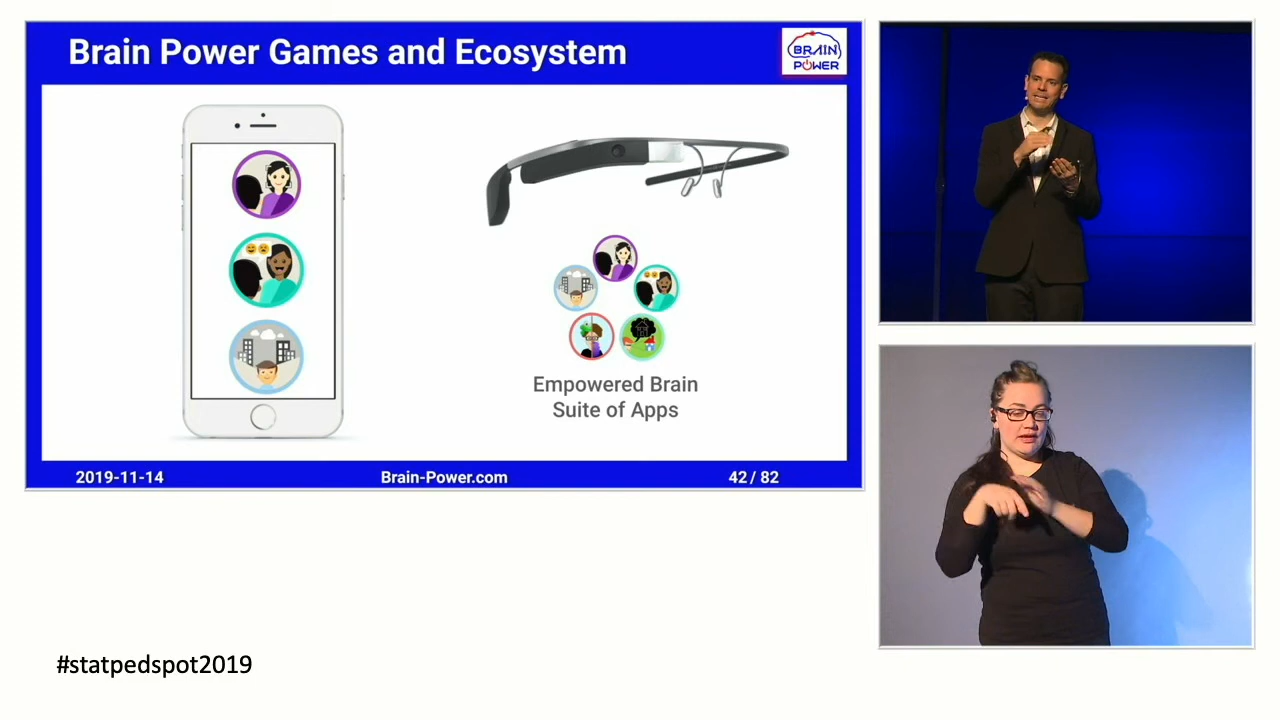 Brain Power Games and Ecosystem
BRAIN
POWER
Empowered Brain
Suite of Apps
2019-11-14
Brain-Power.com
42 / 82
#statpedspot2019